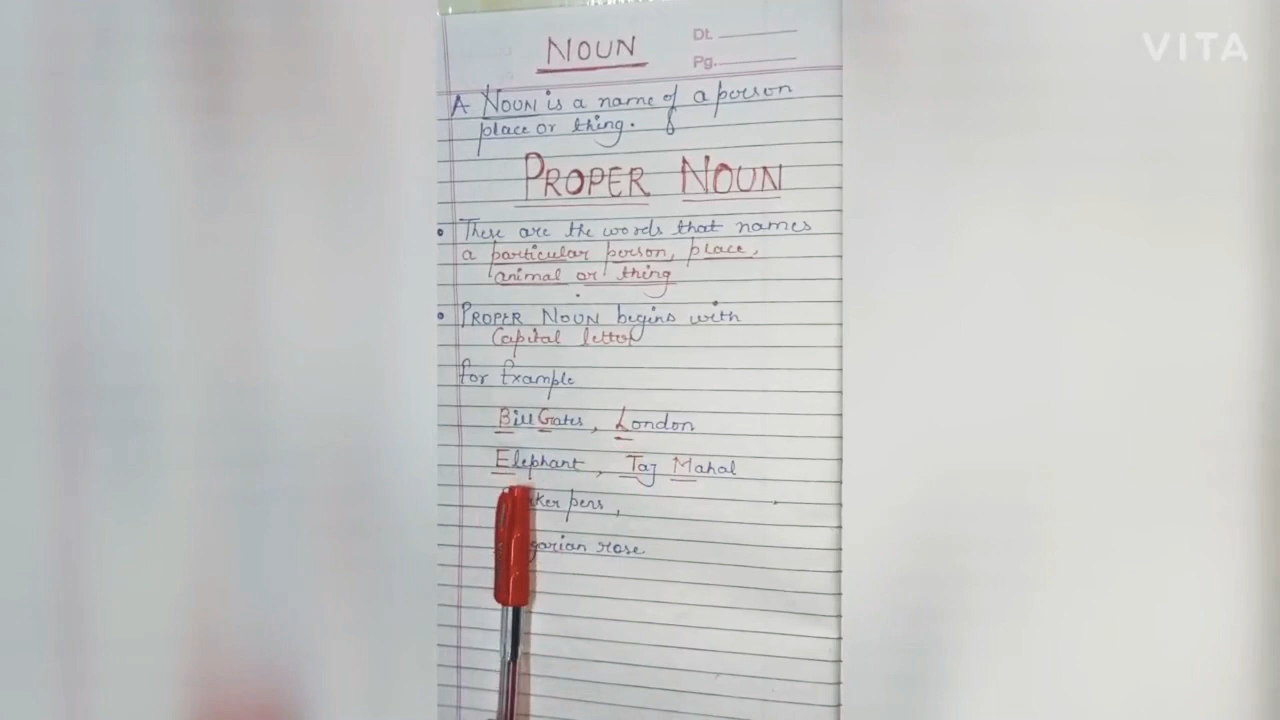 VITA
NOUN
Dt.
Pg.
A NOUN is a name of a person
place or thing.
PROPER NOUN
• These are the words that names
a particular person, place,
animal or thing
• PROPER NOUN begins with
Capital letter
for Example
Bill Gates, London
Elephant, Taj Mahal
pens,
rose